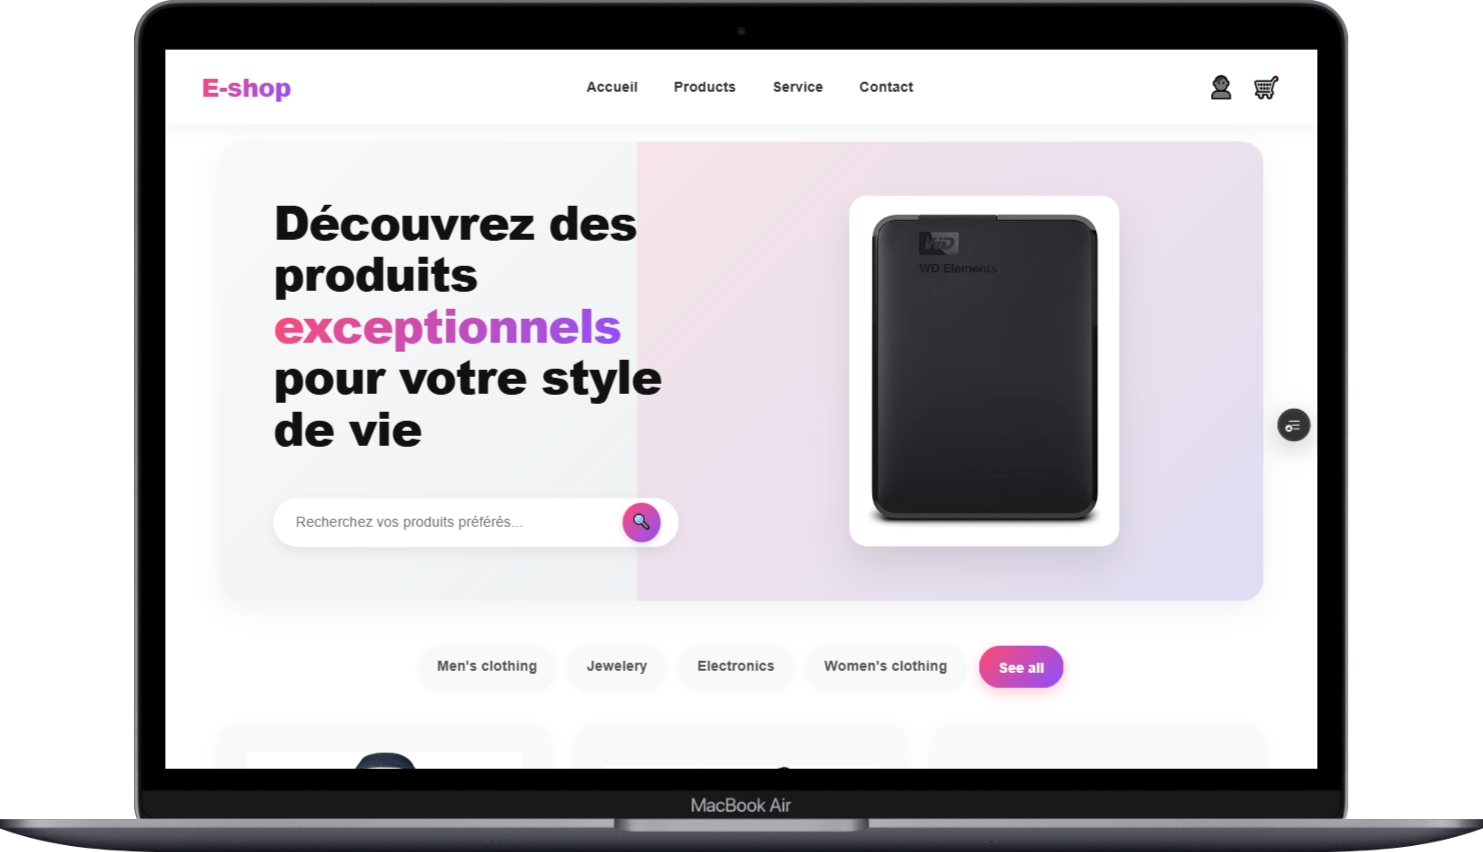 E-shop
Accueil
Products
Service
Contact
Découvrez des
produits
exceptionnels
pour votre style
de vie
Recherchez vos produits préférés...
WD
WD Elements
Men's clothing
Jewelery
Electronics
Women's clothing
See all
MacBook Air